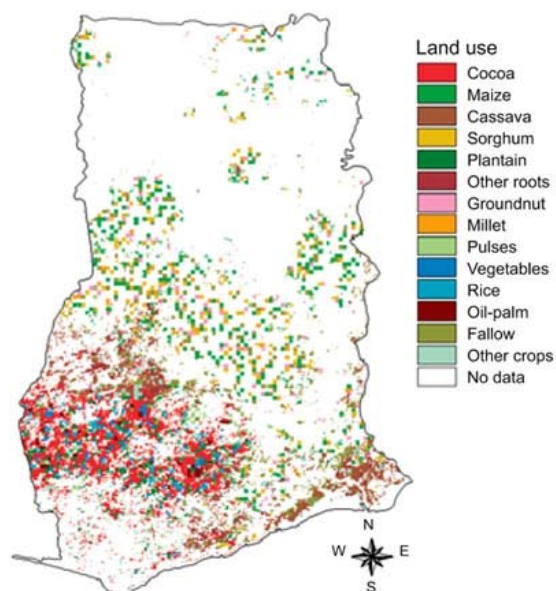 Land use
Cocoa
Maize
Cassava
Sorghum
Plantain
Other roots
Groundnut
Millet
Pulses
Vegetables
Rice
Oil-palm
Fallow
Other crops
No data
N
W E
S